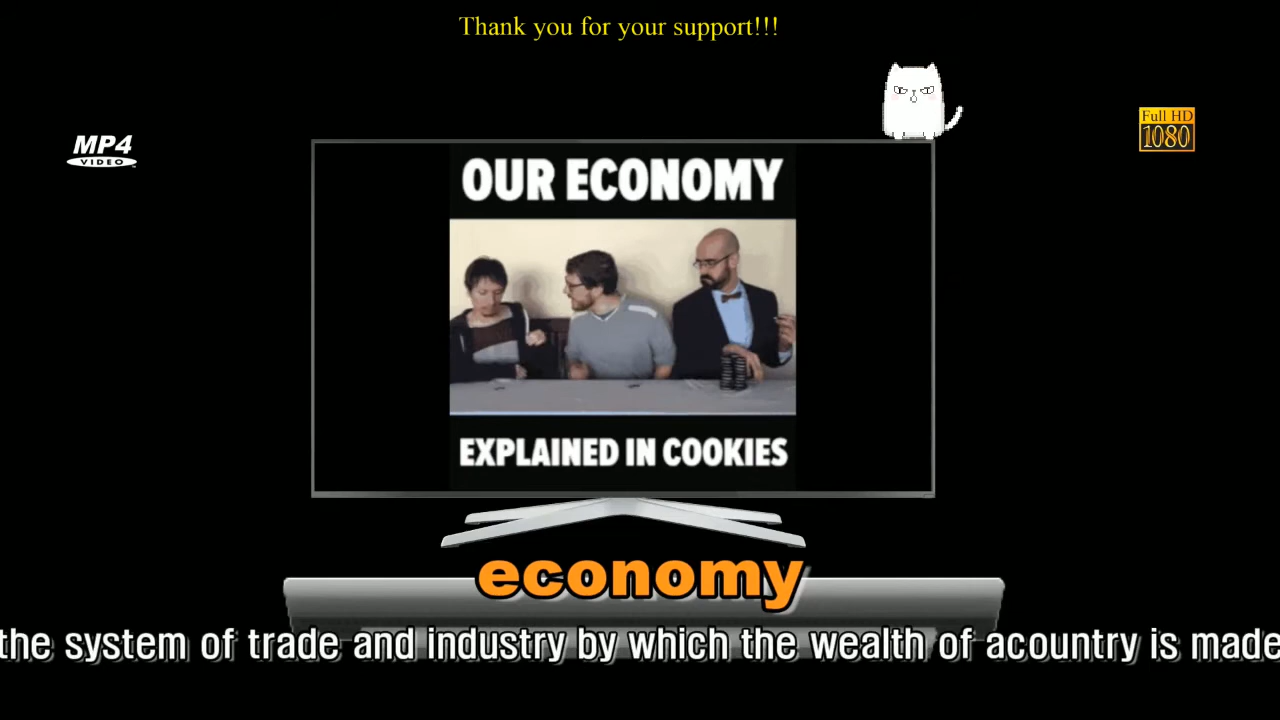 Thank you for your support!!!
MP4
VIDEO
Full HD
1080
OUR ECONOMY
EXPLAINED IN COOKIES
economy
the system of trade and industry by which the wealth of acountry is made